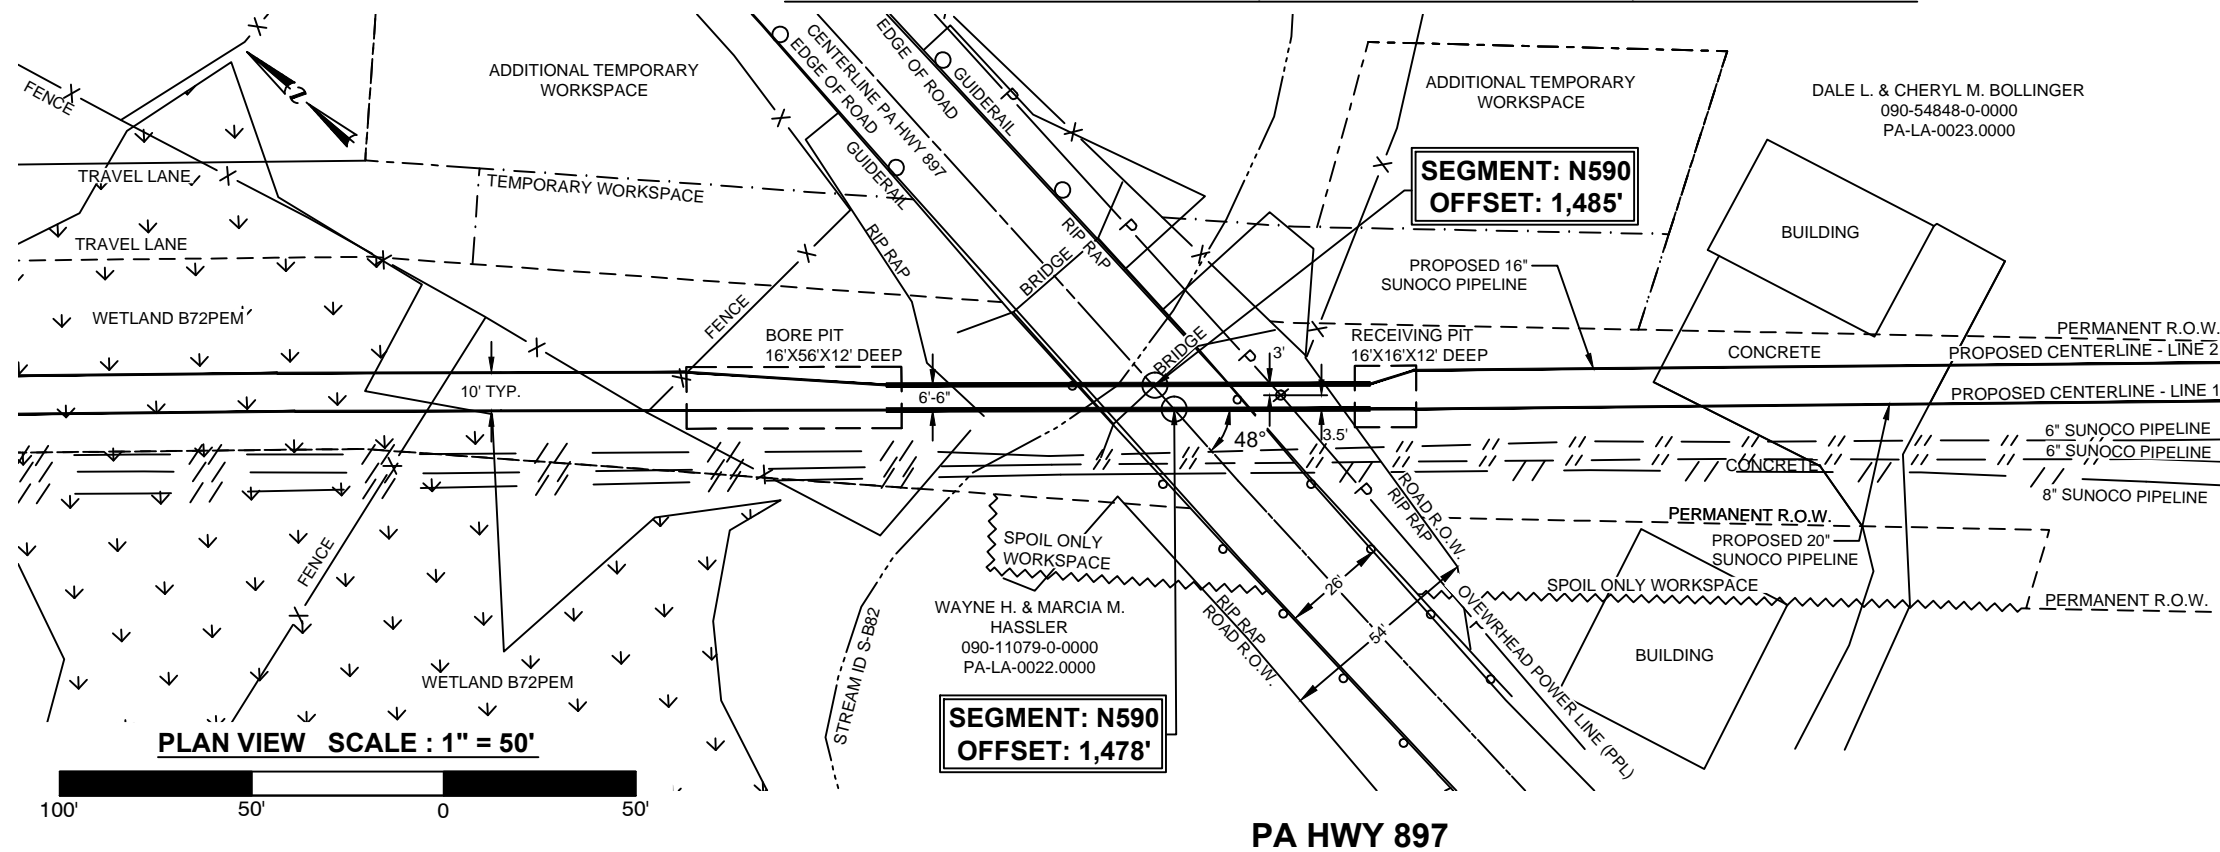 FENCE
N
ADDITIONAL TEMPORARY
WORKSPACE
EDGE OF ROAD
CENTERLINE PA HWY 897
EDGE OF ROAD
GUIDERAIL
GUIDERAIL
P
ADDITIONAL TEMPORARY
WORKSPACE
DALE L. & CHERYL M. BOLLINGER
090-54848-0-0000
PA-LA-0023.0000
SEGMENT: N590
OFFSET: 1,485'
TRAVEL LANE
TEMPORARY WORKSPACE
TRAVEL LANE
RIP RAP
RIP RAP
P
BRIDGE
BUILDING
PROPOSED 16"
SUNOCO PIPELINE
WETLAND B72PEM
FENCE
BORE PIT
16'X56'X12' DEEP
BRIDGE
P
3'
RECEIVING PIT
16'X16'X12' DEEP
CONCRETE
PERMANENT R.O.W.
PROPOSED CENTERLINE - LINE 2
10' TYP.
6'-6"
PROPOSED CENTERLINE - LINE 1
48°
3.5'
6" SUNOCO PIPELINE
6" SUNOCO PIPELINE
CONCRETE
8" SUNOCO PIPELINE
P
ROAD R.O.W.
RIP RAP
PERMANENT R.O.W.
PROPOSED 20"
SUNOCO PIPELINE
SPOIL ONLY
WORKSPACE
FENCE
26'
54'
SPOIL ONLY WORKSPACE
PERMANENT R.O.W.
WAYNE H. & MARCIA M.
HASSLER
090-11079-0-0000
PA-LA-0022.0000
RIP RAP
ROAD R.O.W.
OVEWRHEAD POWER LINE (PPL)
BUILDING
STREAM ID S-B82
WETLAND B72PEM
SEGMENT: N590
OFFSET: 1,478'
PLAN VIEW SCALE : 1" = 50'
100' 50' 0 50'
PA HWY 897